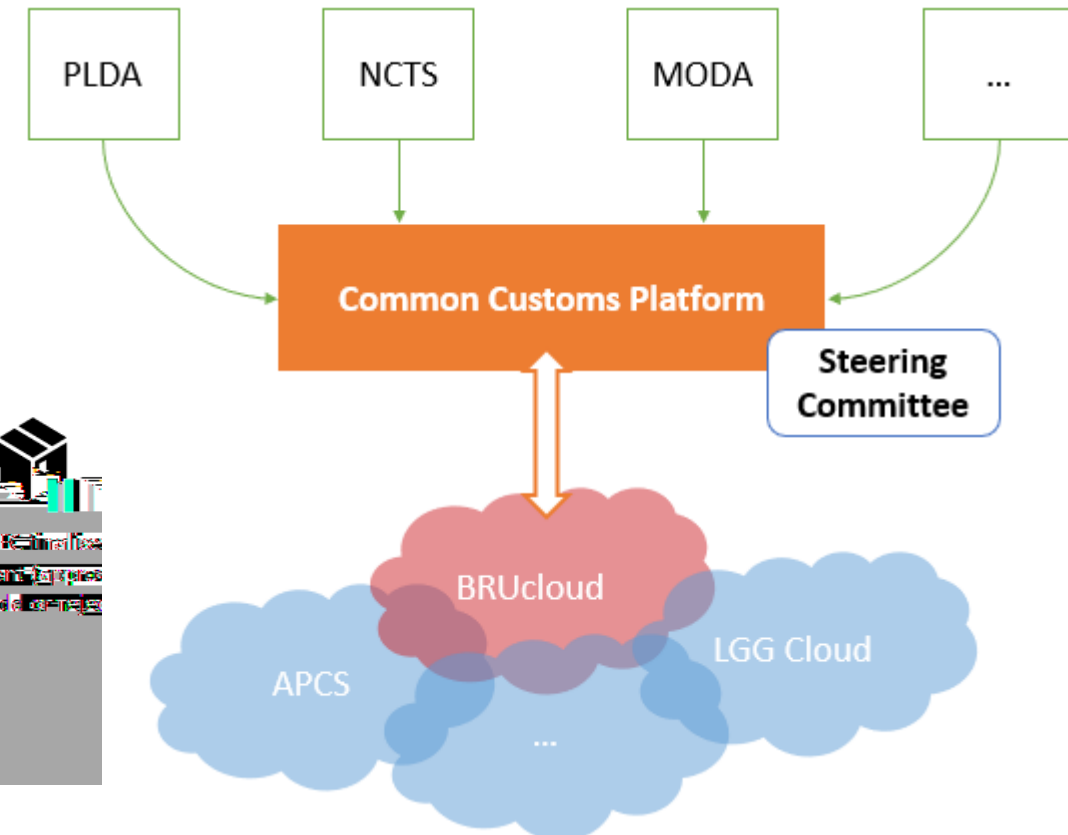 PLDA
NCTS
MODA
...
Common Customs Platform
Steering
Committee
BRUcloud
LGG Cloud
APCS
...